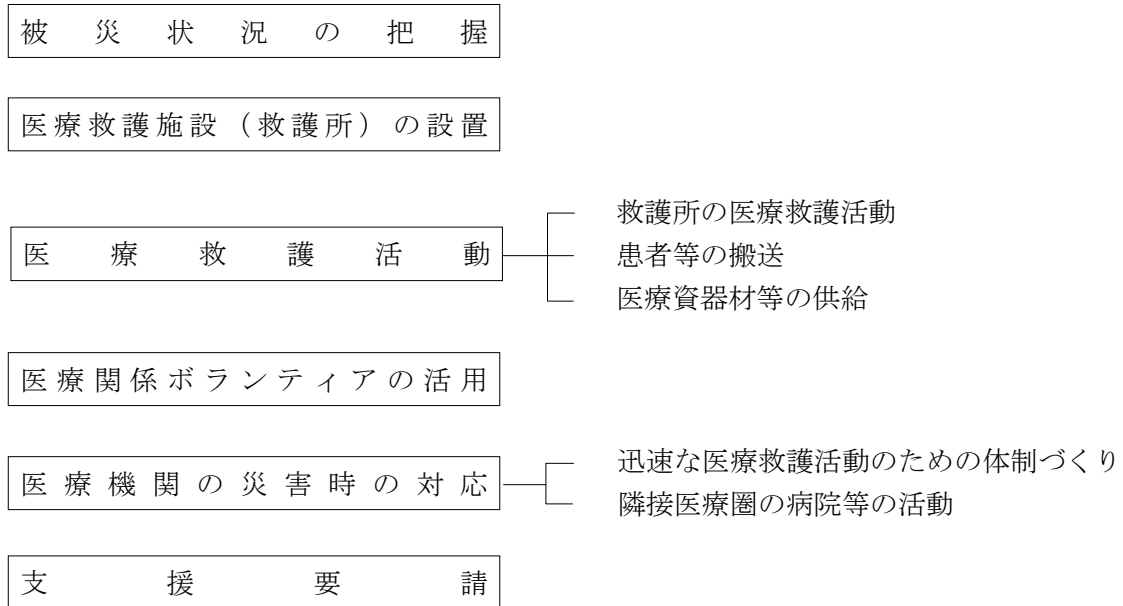 被災状況の把握
医療救護施設（救護所）の設置
救護所の医療救護活動
医療救護活動
患者等の搬送
医療資器材等の供給
医療関係ボランティアの活用
迅速な医療救護活動のための体制づくり
医療機関の災害時の対応
隣接医療圏の病院等の活動
支援要請